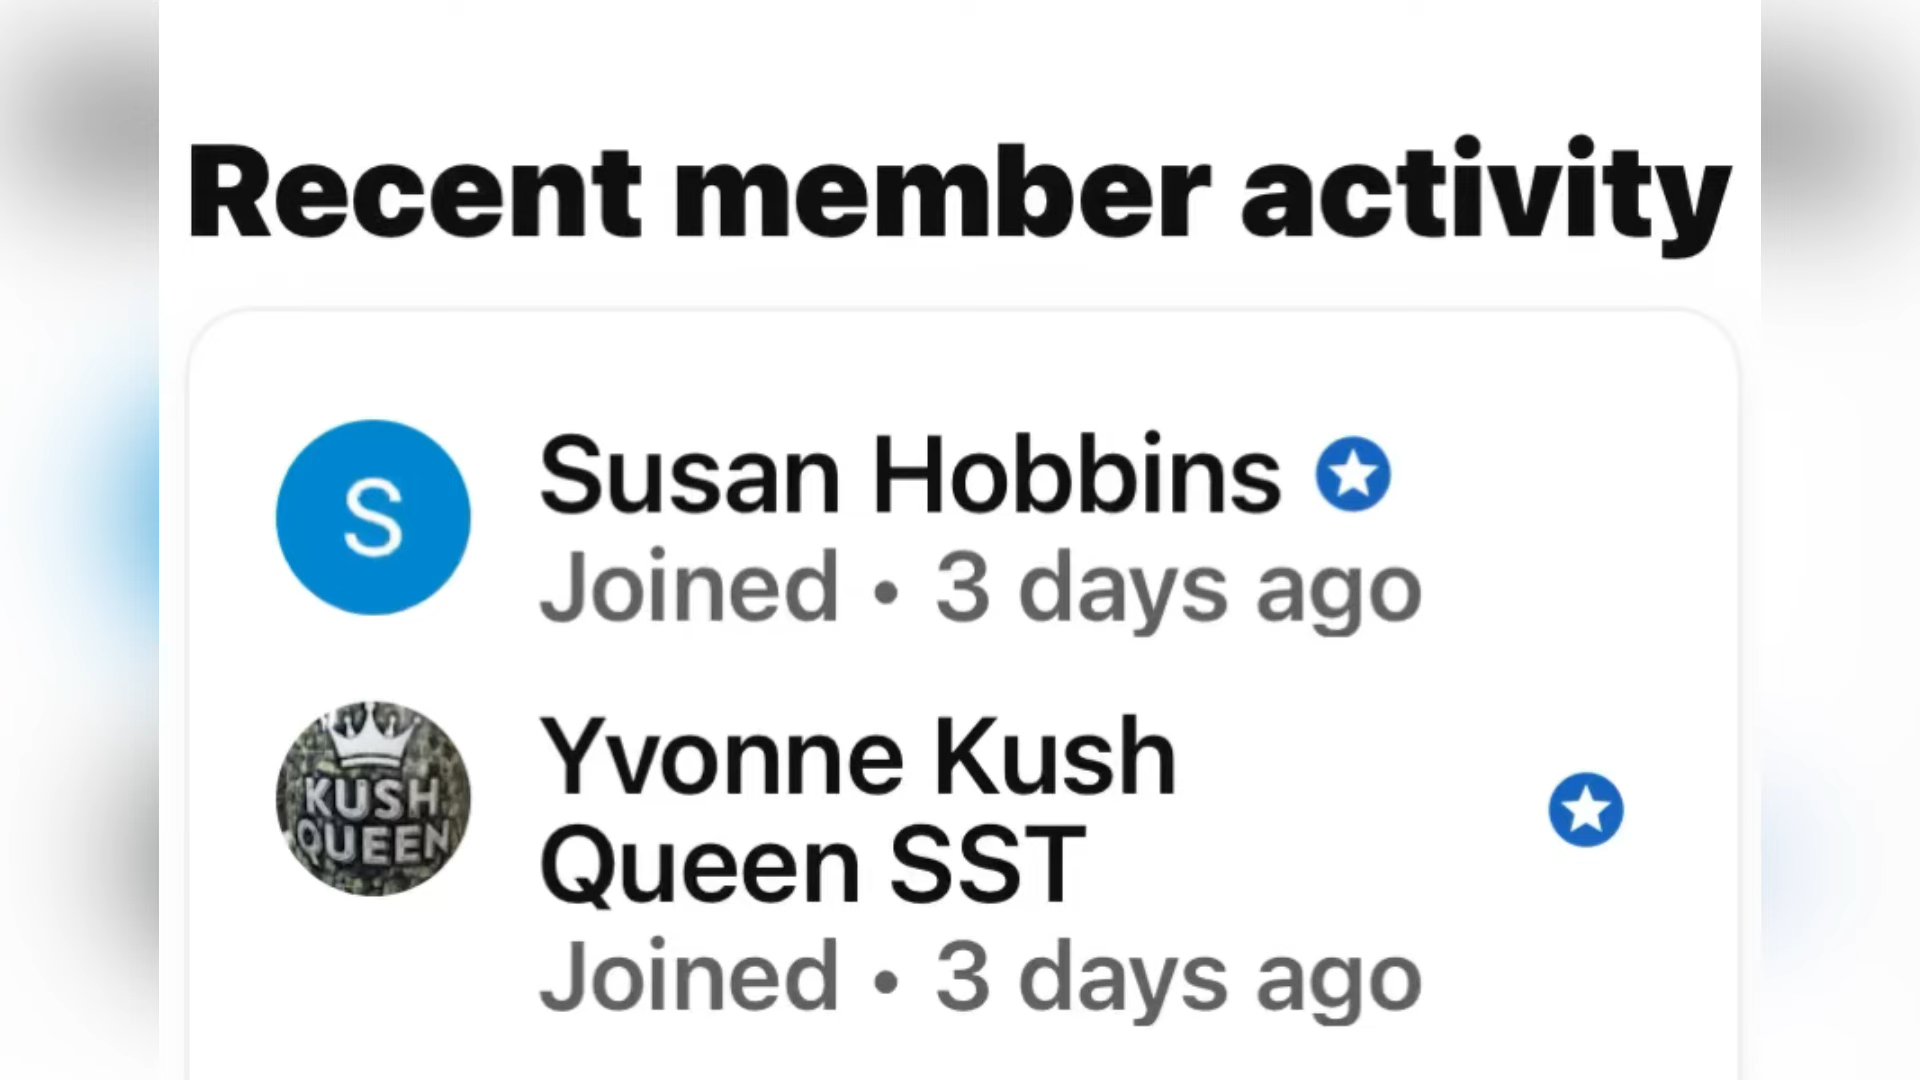 Recent member activity
S
Susan Hobbins
Joined • 3 days ago
KUSH
QUEEN
Yvonne Kush
Queen SST
Joined • 3 days ago